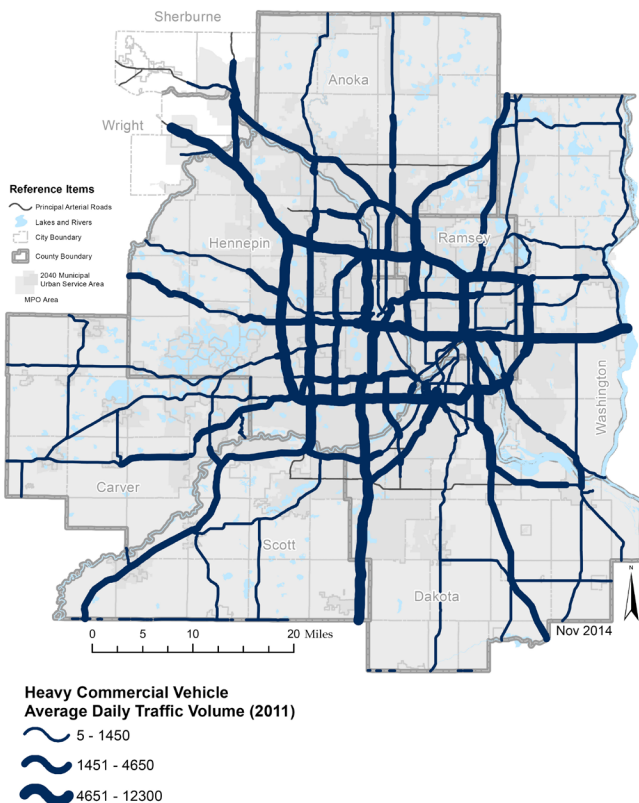 Sherburne
Anoka
Wright
Reference Items
Principal Arterial Roads
Lakes and Rivers
City Boundary
County Boundary
2040 Municipal
Urban Service Area
MPO Area
Hennepin
Ramsey
Washington
Carver
Scott
Dakota
N
Nov 2014
0 5 10 20 Miles
Heavy Commercial Vehicle
Average Daily Traffic Volume (2011)
5 - 1450
1451 - 4650
4651 - 12300